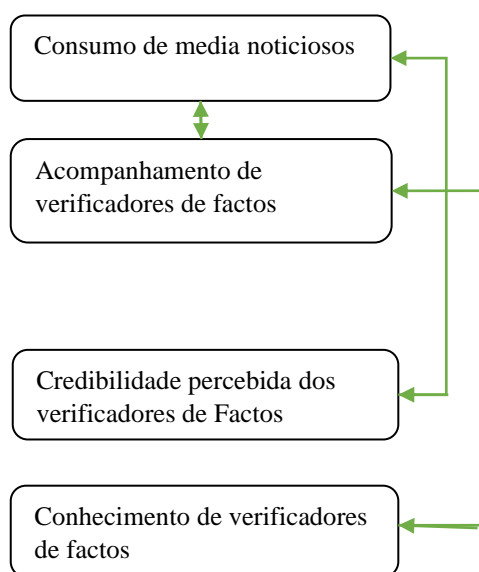 Consumo de media noticiosos
Acompanhamento de
verificadores de factos
Credibilidade percebida dos
verificadores de Factos
Conhecimento de verificadores
de factos